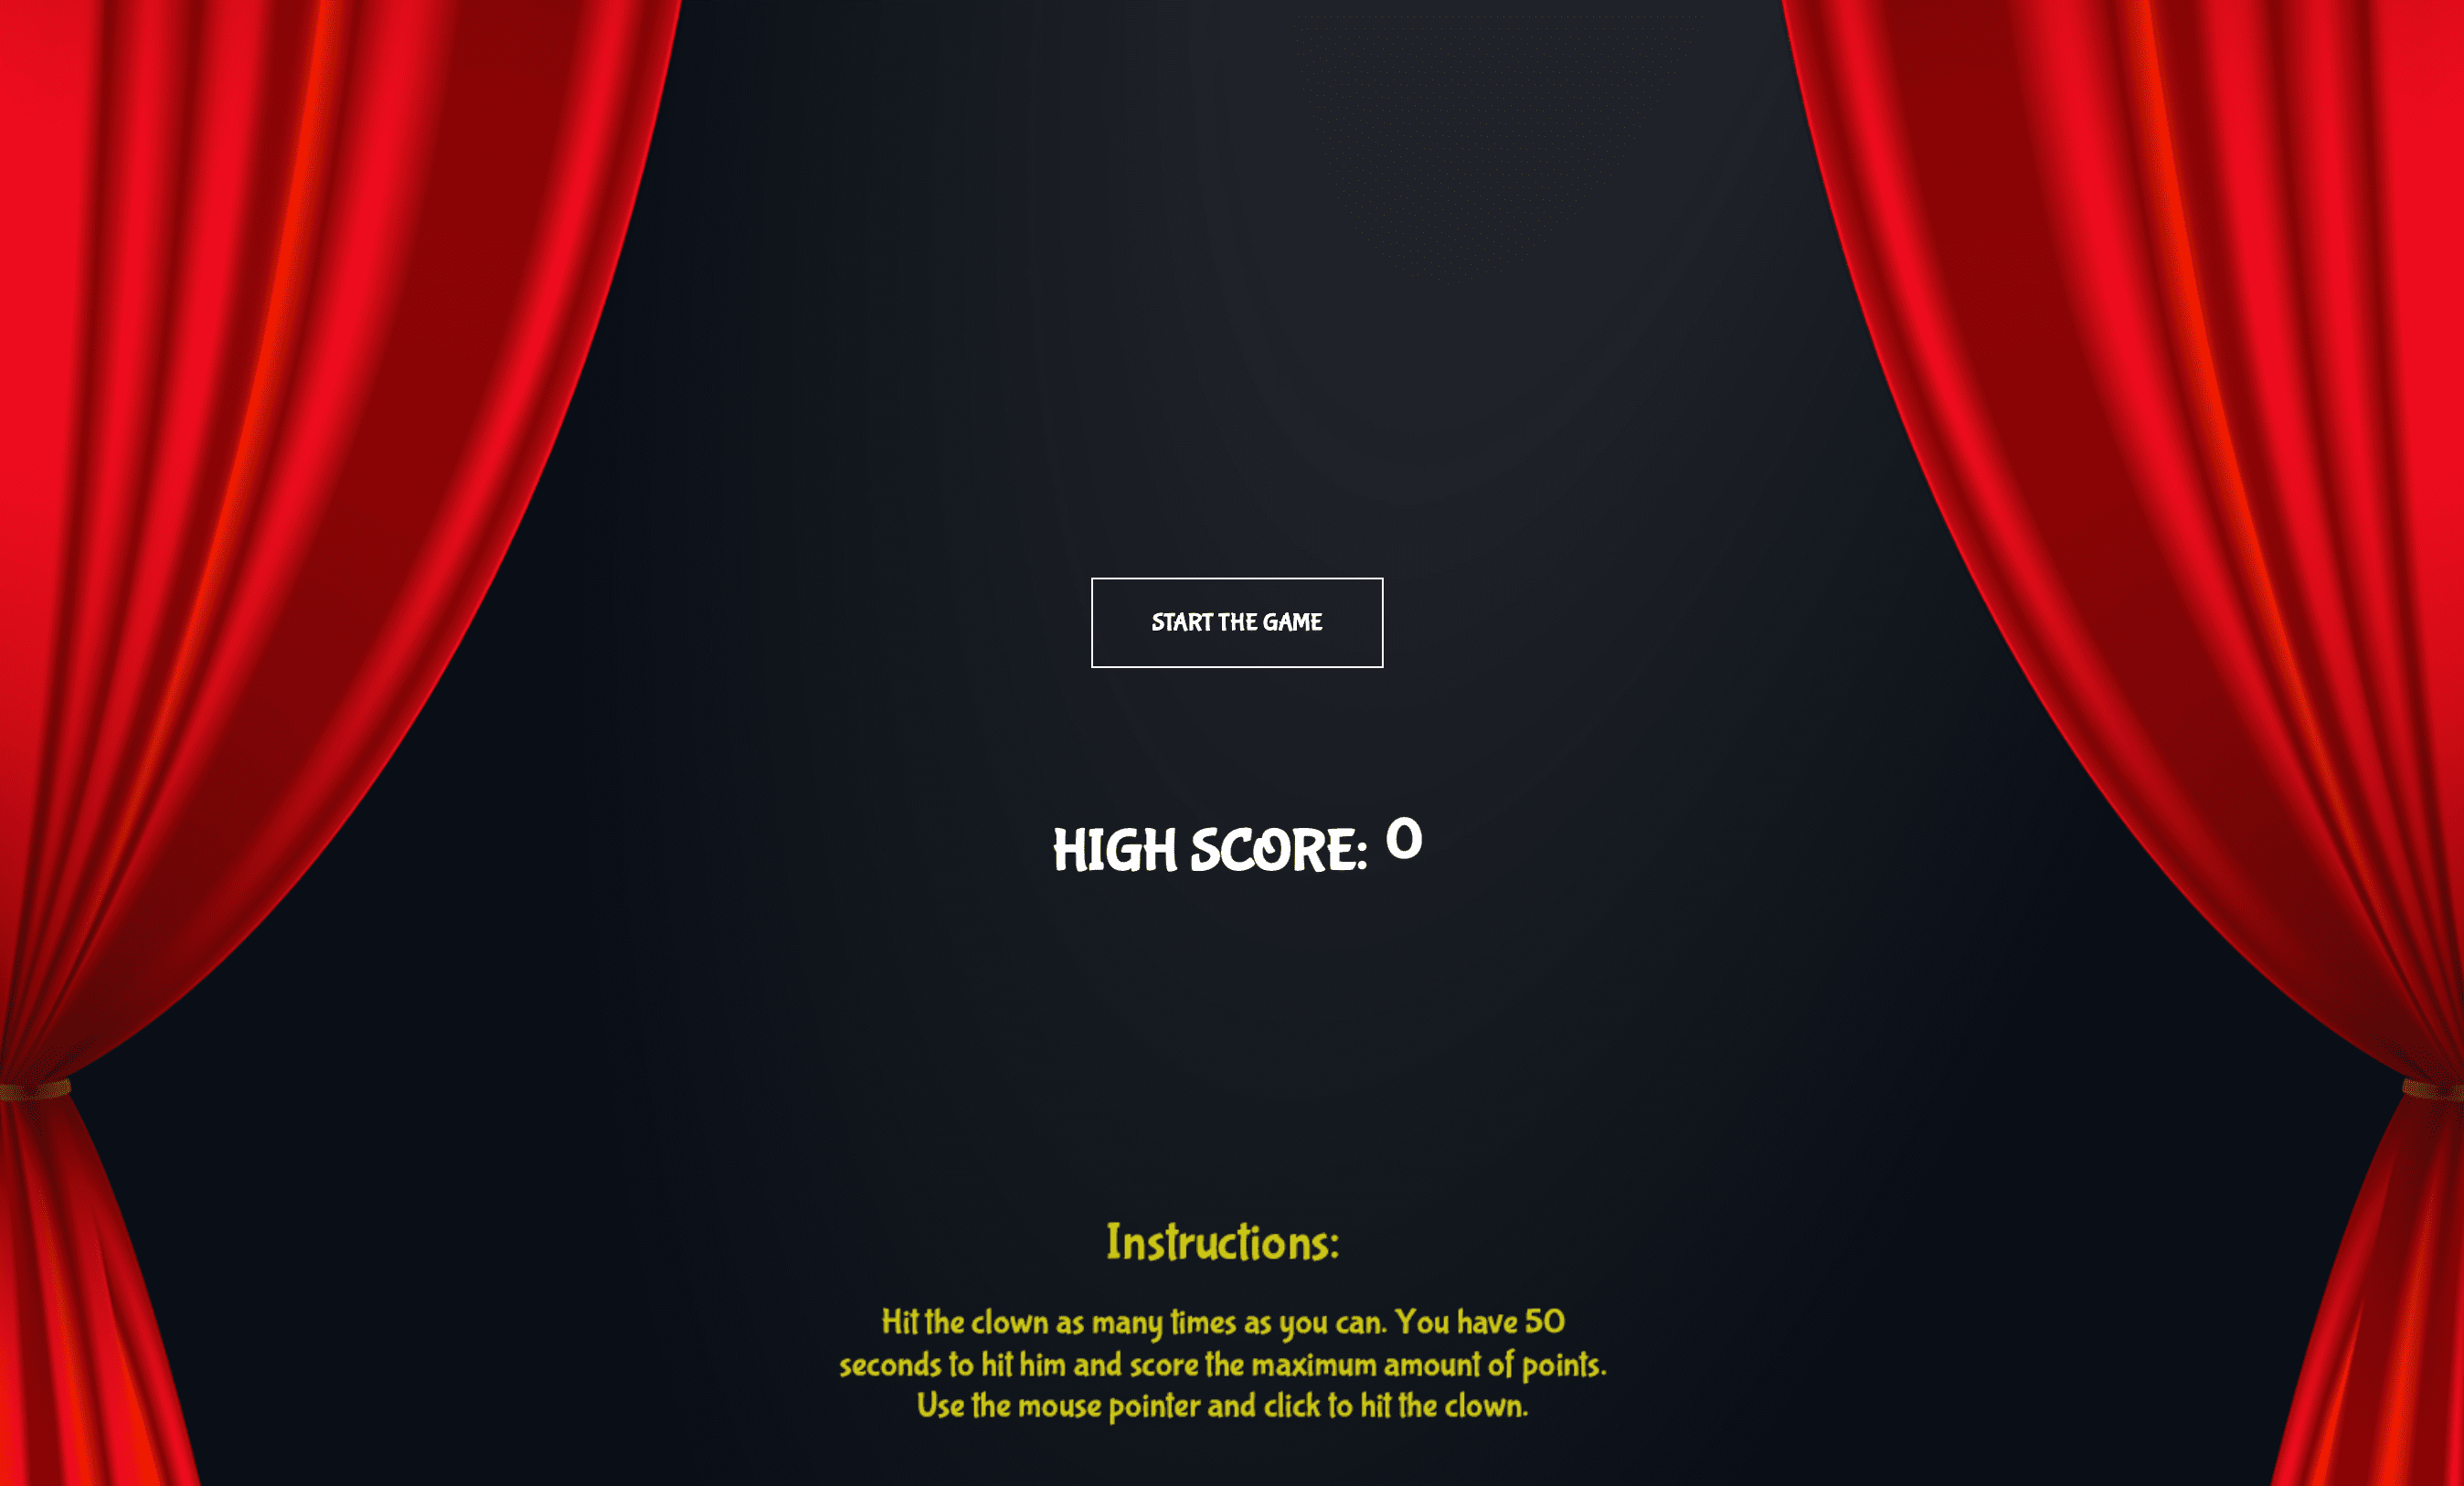 START THE GAME
HIGH SCORE: 0
Instructions:
Hit the clown as many times as you can. You have 50
seconds to hit him and score the maximum amount of points.
Use the mouse pointer and click to hit the clown.